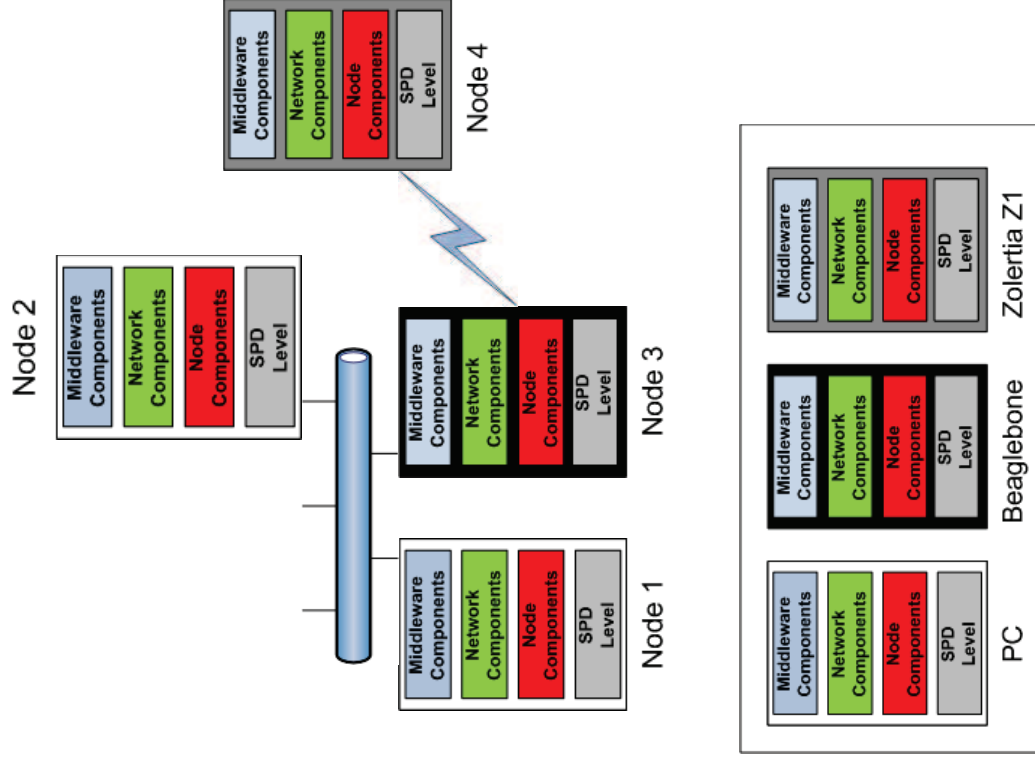 Node 2
Middleware
Components
Network
Components
Node
Components
SPD
Level
Middleware
Components
Network
Components
Node
Components
SPD
Level
Node 4
Middleware
Components
Network
Components
Node
Components
SPD
Level
Node 1
Middleware
Components
Network
Components
Node
Components
SPD
Level
Node 3
Middleware
Components
Network
Components
Node
Components
SPD
Level
PC
Middleware
Components
Network
Components
Node
Components
SPD
Level
Beaglebone
Middleware
Components
Network
Components
Node
Components
SPD
Level
Zolertia Z1